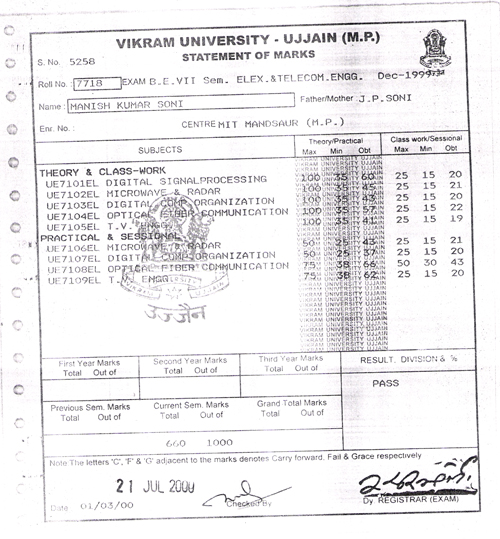 VIKRAM UNIVERSITY - UJJAIN (M.P.)
STATEMENT OF MARKS
S. No. 5258
Roll No : 7718 EXAM B.E.VII Sem. ELEX.&TELECOM.ENGG. Dec-1999
Name : MANISH KUMAR SONI Father/Mother : J.P.SONI
Enr. No. : CENTRE MIT MANDSAUR (M.P.)
SUBJECTS Theory/Practical Class work/Sessional
Max Min Obt Max Min Obt
THEORY & CLASS-WORK
UE7101EL DIGITAL SIGNALPROCESSING 100 35 60 25 15 20
UE7102EL MICROWAVE & RADAR 100 35 45 25 15 21
UE7103EL DIGITAL COMP.ORGANIZATION 100 35 43 25 15 20
UE7104EL OPTICAL FIBER COMMUNICATION 100 35 57 25 15 22
UE7105EL T.V. ENGG. 100 35 41 25 15 19
PRACTICAL & SESSIONAL
UE7106EL MICROWAVE & RADAR 50 25 43 25 15 21
UE7107EL DIGITAL COMP.ORGANIZATION 50 25 37 25 15 20
UE7108EL OPTICAL FIBER COMMUNICATION 75 38 66 50 30 43
UE7109EL T.V. ENGG. 75 38 62 25 15 20
उज्जैन
First Year Marks Second Year Marks Third Year Marks RESULT, DIVISION & %
Total Out of Total Out of Total Out of
PASS
Previous Sem. Marks Current Sem. Marks Grand Total Marks
Total Out of Total Out of Total Out of
660 1000
Note.The letters 'C', 'F' & 'G' adjacent to the marks denotes Carry forward. Fail & Grace respectively
21 JUL 2000
Date 01/03/00 Checked By Dy. REGISTRAR (EXAM)